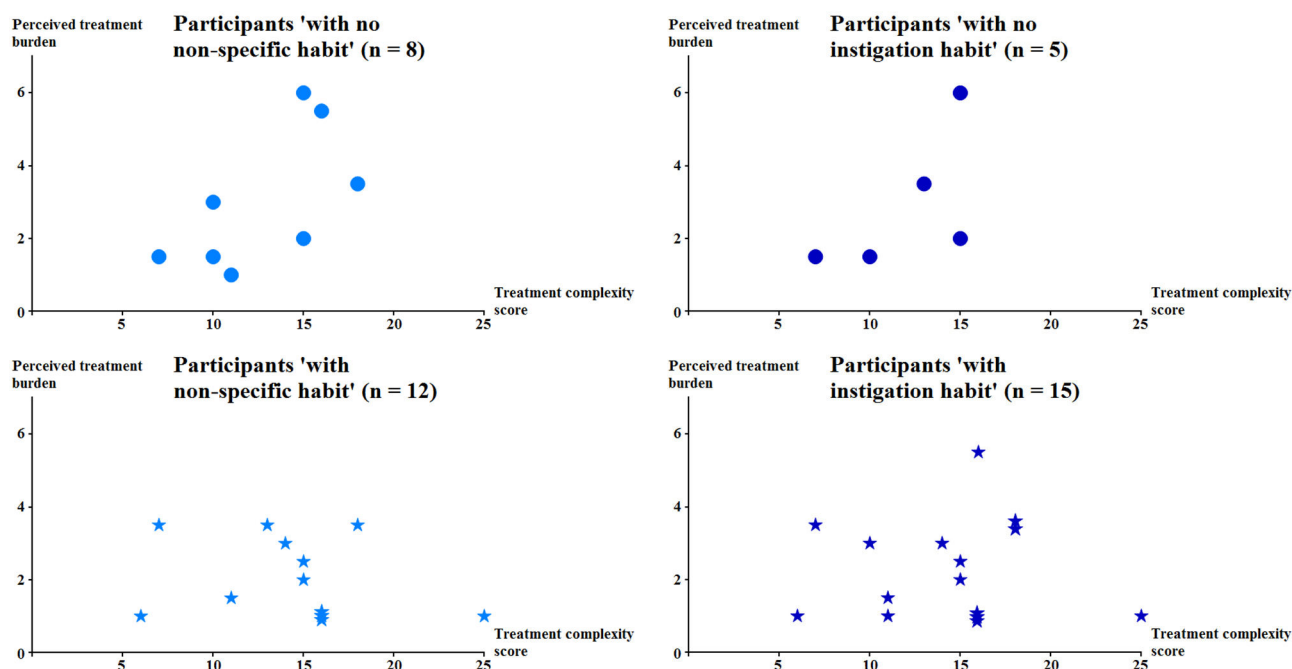 Perceived treatment
burden
Participants 'with no
non-specific habit' (n = 8)
6
4
2
0
5
10
15
20
25
Treatment complexity
score
Perceived treatment
burden
Participants 'with no
instigation habit' (n = 5)
6
4
2
0
5
10
15
20
25
Treatment complexity
score
Perceived treatment
burden
Participants 'with
non-specific habit' (n = 12)
6
4
2
0
5
10
15
20
25
Treatment complexity
score
Perceived treatment
burden
Participants 'with
instigation habit' (n = 15)
6
4
2
0
5
10
15
20
25
Treatment complexity
score